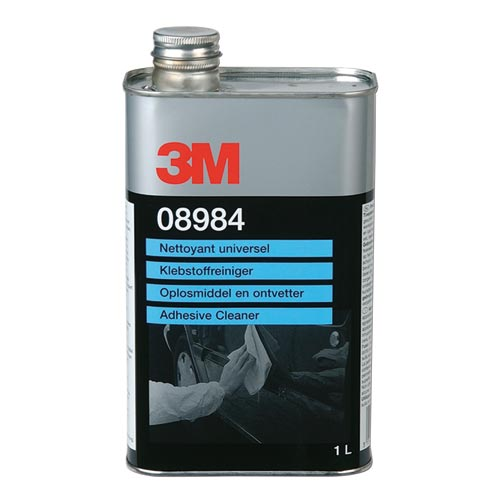 3M
08984
Nettoyant universel
Klebstoffreiniger
Oplosmiddel en ontvetter
Adhesive Cleaner
1 L